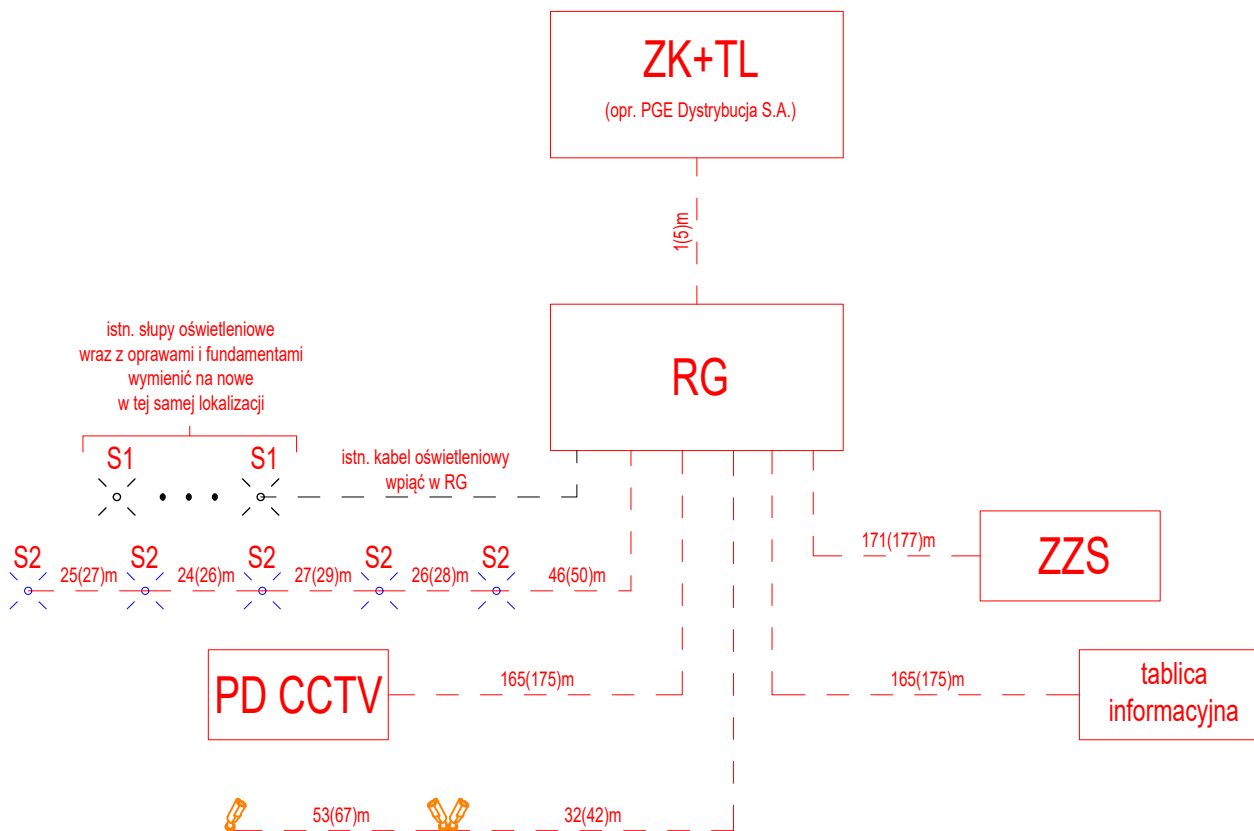 ZK+TL
(opr. PGE Dystrybucja S.A.)
1(5)m
RG
istn. słupy oświetleniowe
wraz z oprawami i fundamentami
wymienić na nowe
w tej samej lokalizacji
S1
S1
istn. kabel oświetleniowy
wpiąć w RG
S2
S2
S2
S2
S2
25(27)m
24(26)m
27(29)m
26(28)m
46(50)m
171(177)m
ZZS
PD CCTV
165(175)m
165(175)m
tablica
informacyjna
53(67)m
32(42)m